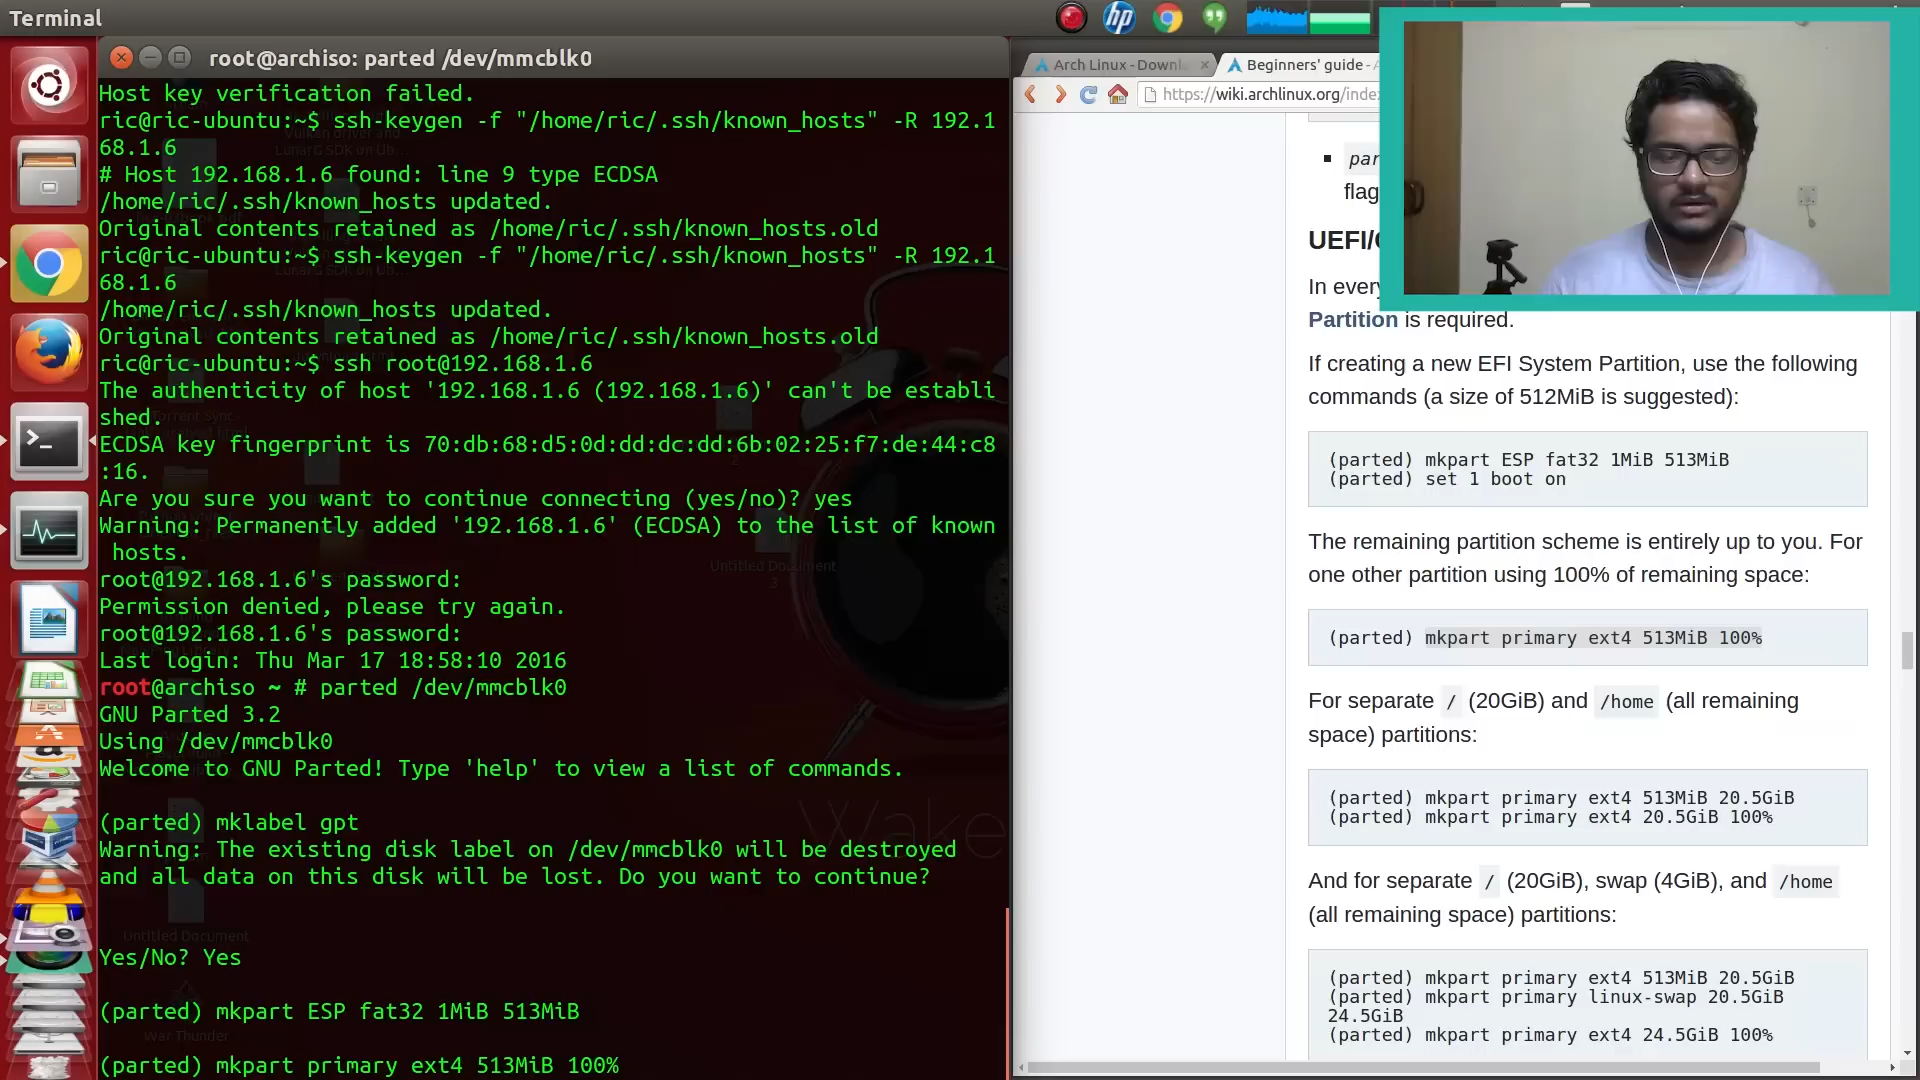 Terminal
root@archiso: parted /dev/mmcblk0
Host key verification failed.
ric@ric-ubuntu:~$ ssh-keygen -f "/home/ric/.ssh/known_hosts" -R 192.1
68.1.6
# Host 192.168.1.6 found: line 9 type ECDSA
/home/ric/.ssh/known_hosts updated.
Original contents retained as /home/ric/.ssh/known_hosts.old
ric@ric-ubuntu:~$ ssh-keygen -f "/home/ric/.ssh/known_hosts" -R 192.1
68.1.6
/home/ric/.ssh/known_hosts updated.
Original contents retained as /home/ric/.ssh/known_hosts.old
ric@ric-ubuntu:~$ ssh root@192.168.1.6
The authenticity of host '192.168.1.6 (192.168.1.6)' can't be establi
shed.
ECDSA key fingerprint is 70:db:68:d5:0d:dd:dc:dd:6b:02:25:f7:de:44:c8
:16.
Are you sure you want to continue connecting (yes/no)? yes
Warning: Permanently added '192.168.1.6' (ECDSA) to the list of known
hosts.
root@192.168.1.6's password:
Permission denied, please try again.
root@192.168.1.6's password:
Last login: Thu Mar 17 18:58:10 2016
root@archiso ~ # parted /dev/mmcblk0
GNU Parted 3.2
Using /dev/mmcblk0
Welcome to GNU Parted! Type 'help' to view a list of commands.
(parted) mklabel gpt
Warning: The existing disk label on /dev/mmcblk0 will be destroyed
and all data on this disk will be lost. Do you want to continue?
Yes/No? Yes
(parted) mkpart ESP fat32 1MiB 513MiB
(parted) mkpart primary ext4 513MiB 100%
Untitled Document
3
Wake
Untitled Document
War Thunder
hp
Arch Linux - Downl
Beginners' guide -
https://wiki.archlinux.org/inde
par
flag
UEFI/
In every
Partition is required.
If creating a new EFI System Partition, use the following
commands (a size of 512MiB is suggested):
(parted) mkpart ESP fat32 1MiB 513MiB
(parted) set 1 boot on
The remaining partition scheme is entirely up to you. For
one other partition using 100% of remaining space:
(parted) mkpart primary ext4 513MiB 100%
For separate / (20GiB) and /home (all remaining
space) partitions:
(parted) mkpart primary ext4 513MiB 20.5GiB
(parted) mkpart primary ext4 20.5GiB 100%
And for separate / (20GiB), swap (4GiB), and /home
(all remaining space) partitions:
(parted) mkpart primary ext4 513MiB 20.5GiB
(parted) mkpart primary linux-swap 20.5GiB
24.5GiB
(parted) mkpart primary ext4 24.5GiB 100%